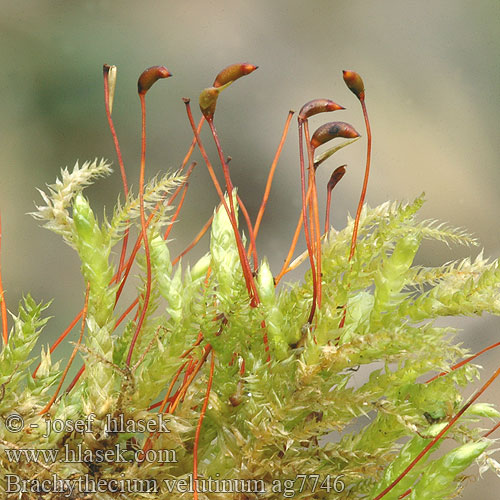 © - josef hlasek
www.hlasek.com
Brachythecium velutinum ag7746